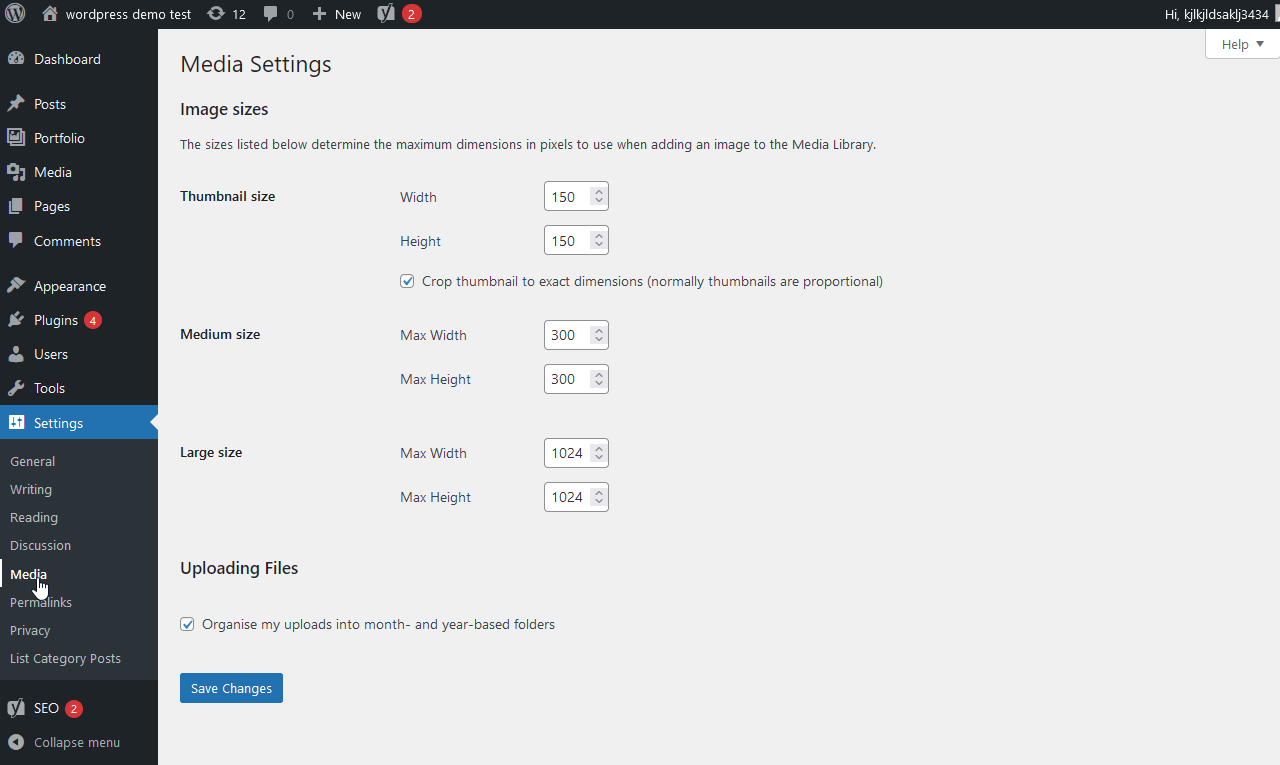 wordpress demo test 12 0 New 2 Hi, kjlkjldsaklj3434
Help
Dashboard
Posts
Portfolio
Media
Pages
Comments
Appearance
Plugins 4
Users
Tools
Settings
General
Writing
Reading
Discussion
Media
Permalinks
Privacy
List Category Posts
SEO 2
Collapse menu
Media Settings
Image sizes
The sizes listed below determine the maximum dimensions in pixels to use when adding an image to the Media Library.
Thumbnail size Width 150
Height 150
Crop thumbnail to exact dimensions (normally thumbnails are proportional)
Medium size Max Width 300
Max Height 300
Large size Max Width 1024
Max Height 1024
Uploading Files
Organise my uploads into month- and year-based folders
Save Changes